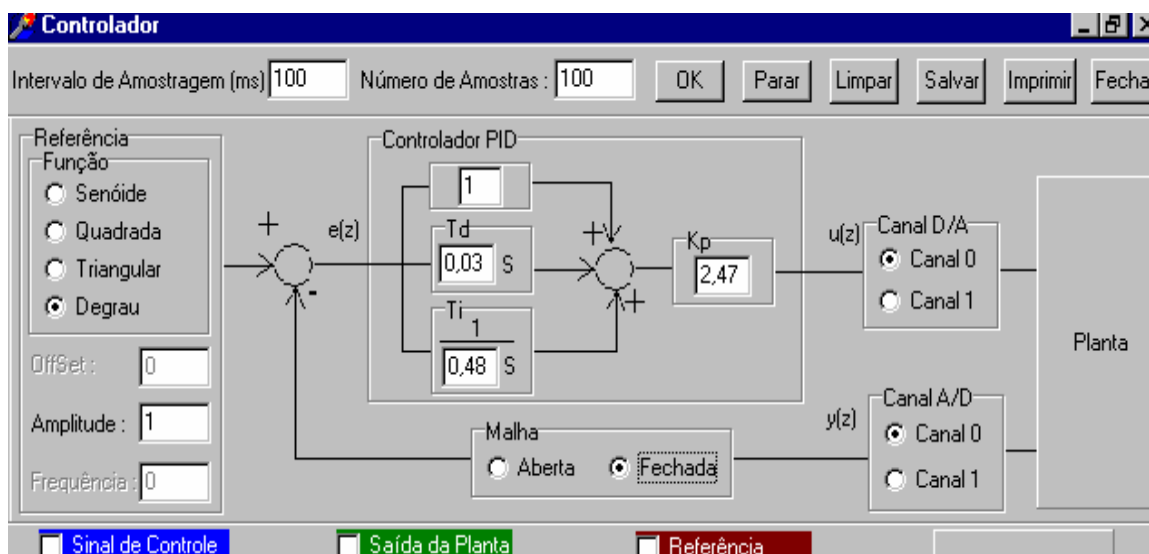 Controlador
Intervalo de Amostragem (ms) 100 Número de Amostras : 100 OK Parar Limpar Salvar Imprimir Fecha
Referência
Função
Senóide
Quadrada
Triangular
Degrau
OffSet : 0
Amplitude : 1
Frequência : 0
+
-
e(z)
Controlador PID
1
Td
0,03 S
Ti
1
0,48 S
+
+
Kp
2,47
u(z)
Canal D/A
Canal 0
Canal 1
Planta
Malha
Aberta Fechada
y(z)
Canal A/D
Canal 0
Canal 1
Sinal de Controle Saída da Planta Referência